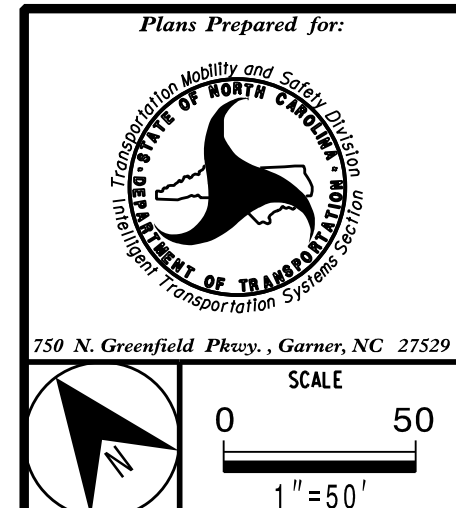 Plans Prepared for:
Transportation Mobility and Safety Division
STATE OF NORTH CAROLINA
DEPARTMENT OF TRANSPORTATION
Intelligent Transportation Systems Section
750 N. Greenfield Pkwy. , Garner, NC 27529
N
SCALE
0 50
1"=50'